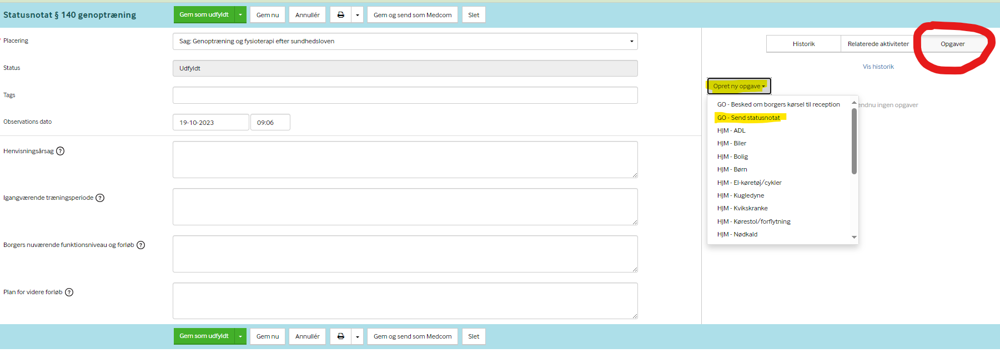 Statusnotat § 140 genoptræning
Gem som udfyldt
Gem nu
Annullér
Gem og send som Medcom
Slet
* Placering
Sag: Genoptræning og fysioterapi efter sundhedsloven
Status
Udfyldt
Tags
Observations dato
19-10-2023
09:06
Henvisningsårsag ?
Igangværende træningsperiode ?
Borgers nuværende funktionsniveau og forløb ?
Plan for videre forløb ?
Historik
Relaterede aktiviteter
Opgaver
Vis historik
Opret ny opgave
endnu ingen opgaver
GO - Besked om borgers kørsel til reception
GO - Send statusnotat
HJM - ADL
HJM - Biler
HJM - Bolig
HJM - Børn
HJM - El-køretøj/cykler
HJM - Kugledyne
HJM - Kvikskranke
HJM - Kørestol/forflytning
HJM - Nødkald
Gem som udfyldt
Gem nu
Annullér
Gem og send som Medcom
Slet